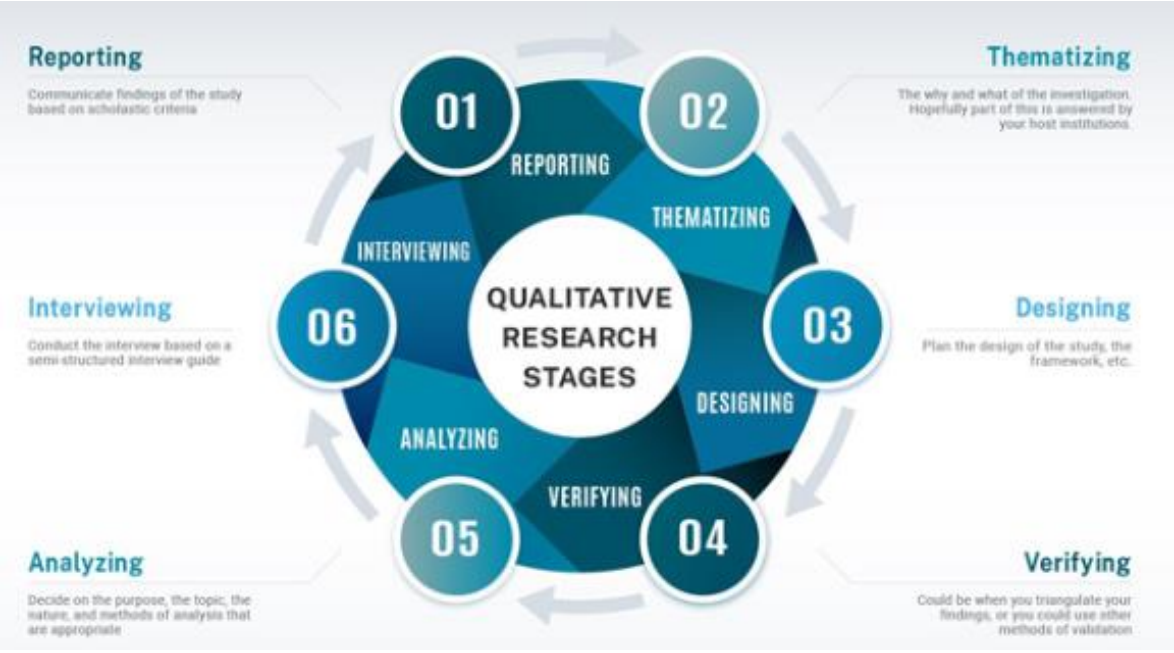 Reporting
Communicate findings of the study
based on scholastic criteria
Thematizing
The why and what of the investigation.
Hopefully part of this is answered by
your host institutions.
01
02
REPORTING
THEMATIZING
INTERVIEWING
Interviewing
Conduct the interview based on a
semi-structured interview guide
06
QUALITATIVE
RESEARCH
STAGES
03
Designing
Plan the design of the study, the
framework, etc.
DESIGNING
ANALYZING
VERIFYING
05
04
Analyzing
Decide on the purpose, the topic, the
nature, and methods of analysis that
are appropriate
Verifying
Could be when you triangulate your
findings, or you could use other
methods of validation